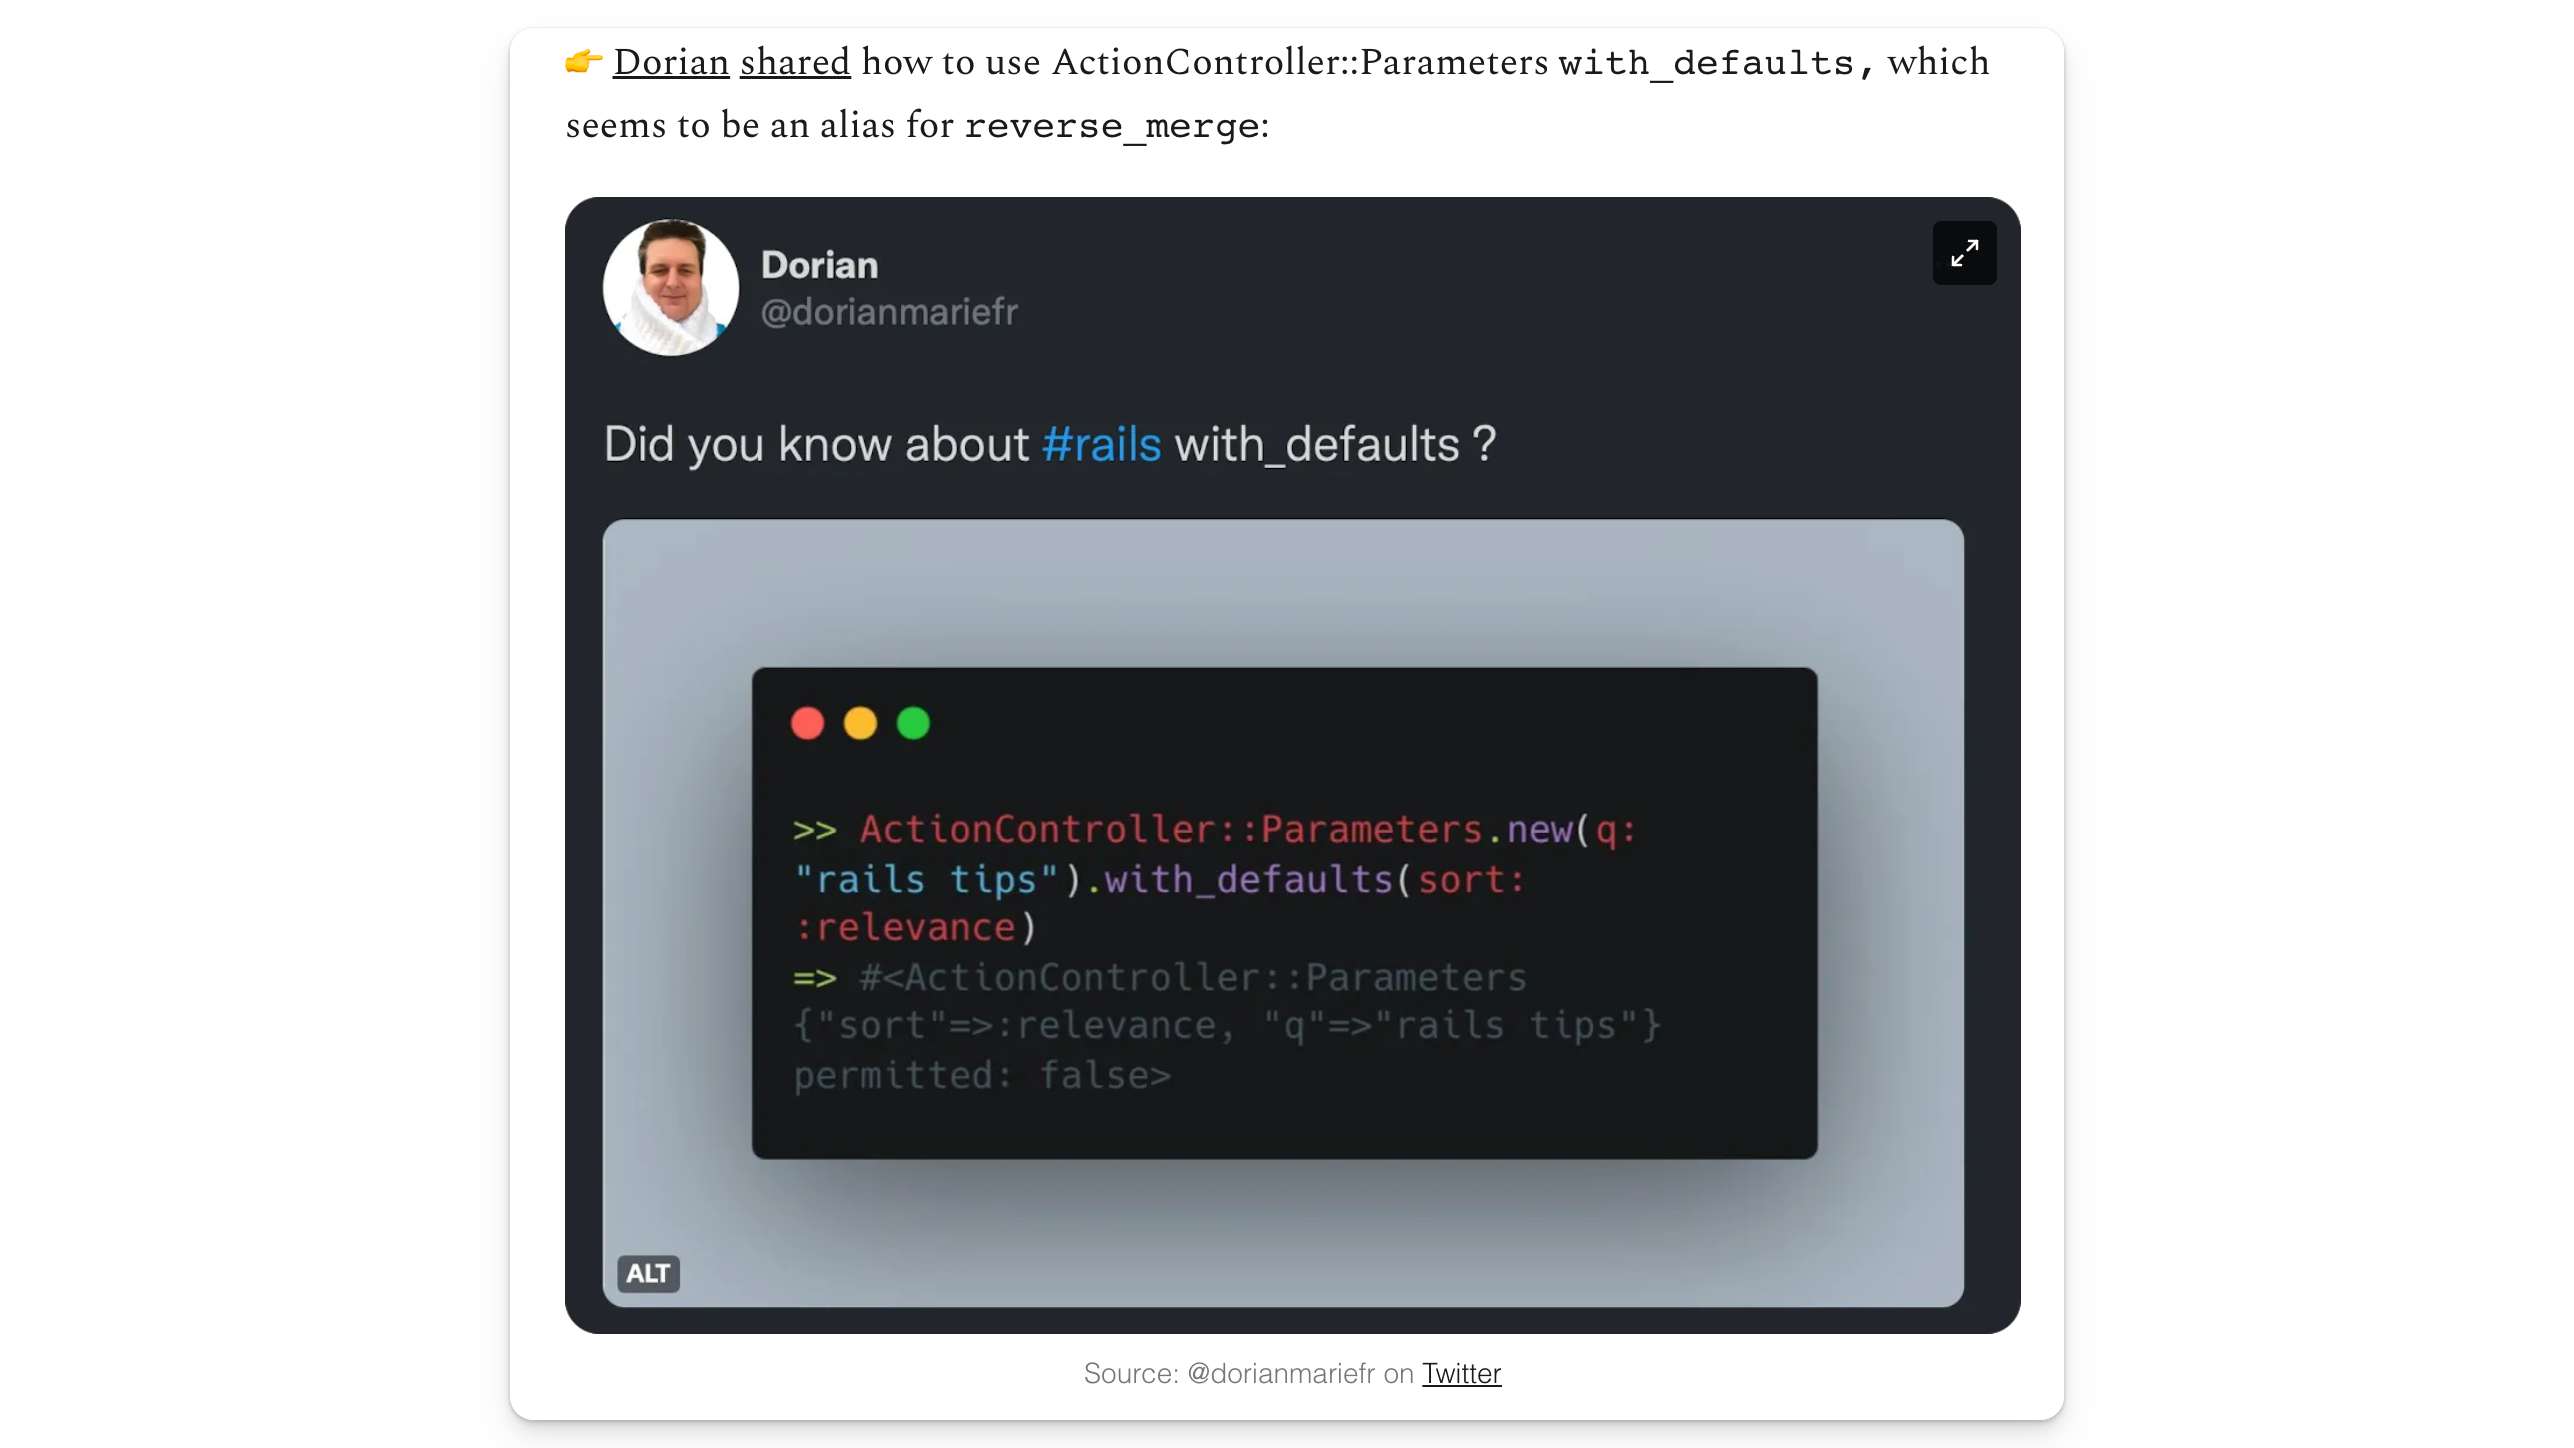 👉 Dorian shared how to use ActionController::Parameters with_defaults, which
seems to be an alias for reverse_merge:
Dorian
@dorianmariefr
Did you know about #rails with_defaults ?
>> ActionController::Parameters.new(q:
"rails tips").with_defaults(sort:
:relevance)
=> #<ActionController::Parameters
{"sort"=>:relevance, "q"=>"rails tips"}
permitted: false>
ALT
Source: @dorianmariefr on Twitter